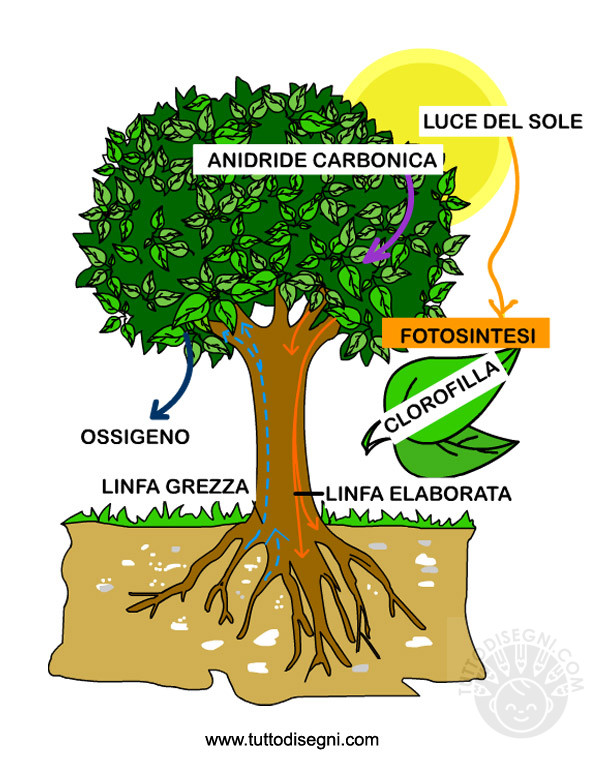 LUCE DEL SOLE
ANIDRIDE CARBONICA
FOTOSINTESI
CLOROFILLA
OSSIGENO
LINFA GREZZA
LINFA ELABORATA
TUTTODISEGNI.COM
www.tuttodisegni.com